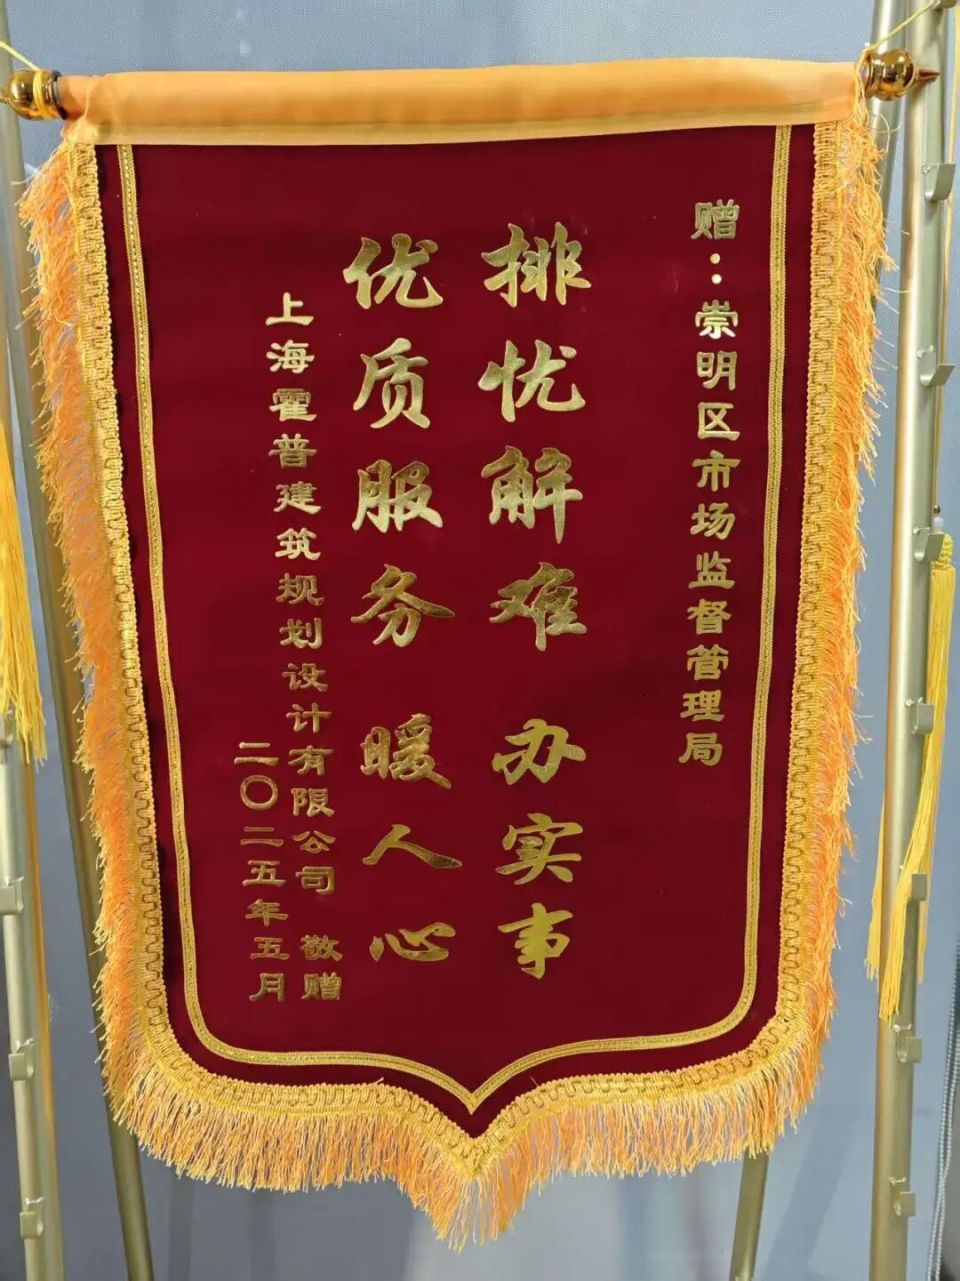 赠：崇明区市场监督管理局
排忧解难 办实事
优质服务 暖人心
上海霍普建筑规划设计有限公司 敬赠
二〇二五年五月